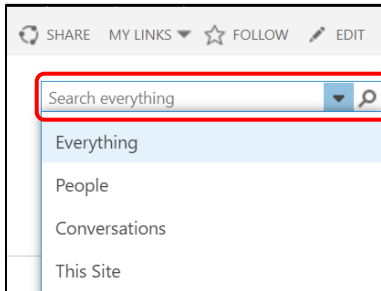 SHARE MY LINKS FOLLOW EDIT
Search everything
Everything
People
Conversations
This Site